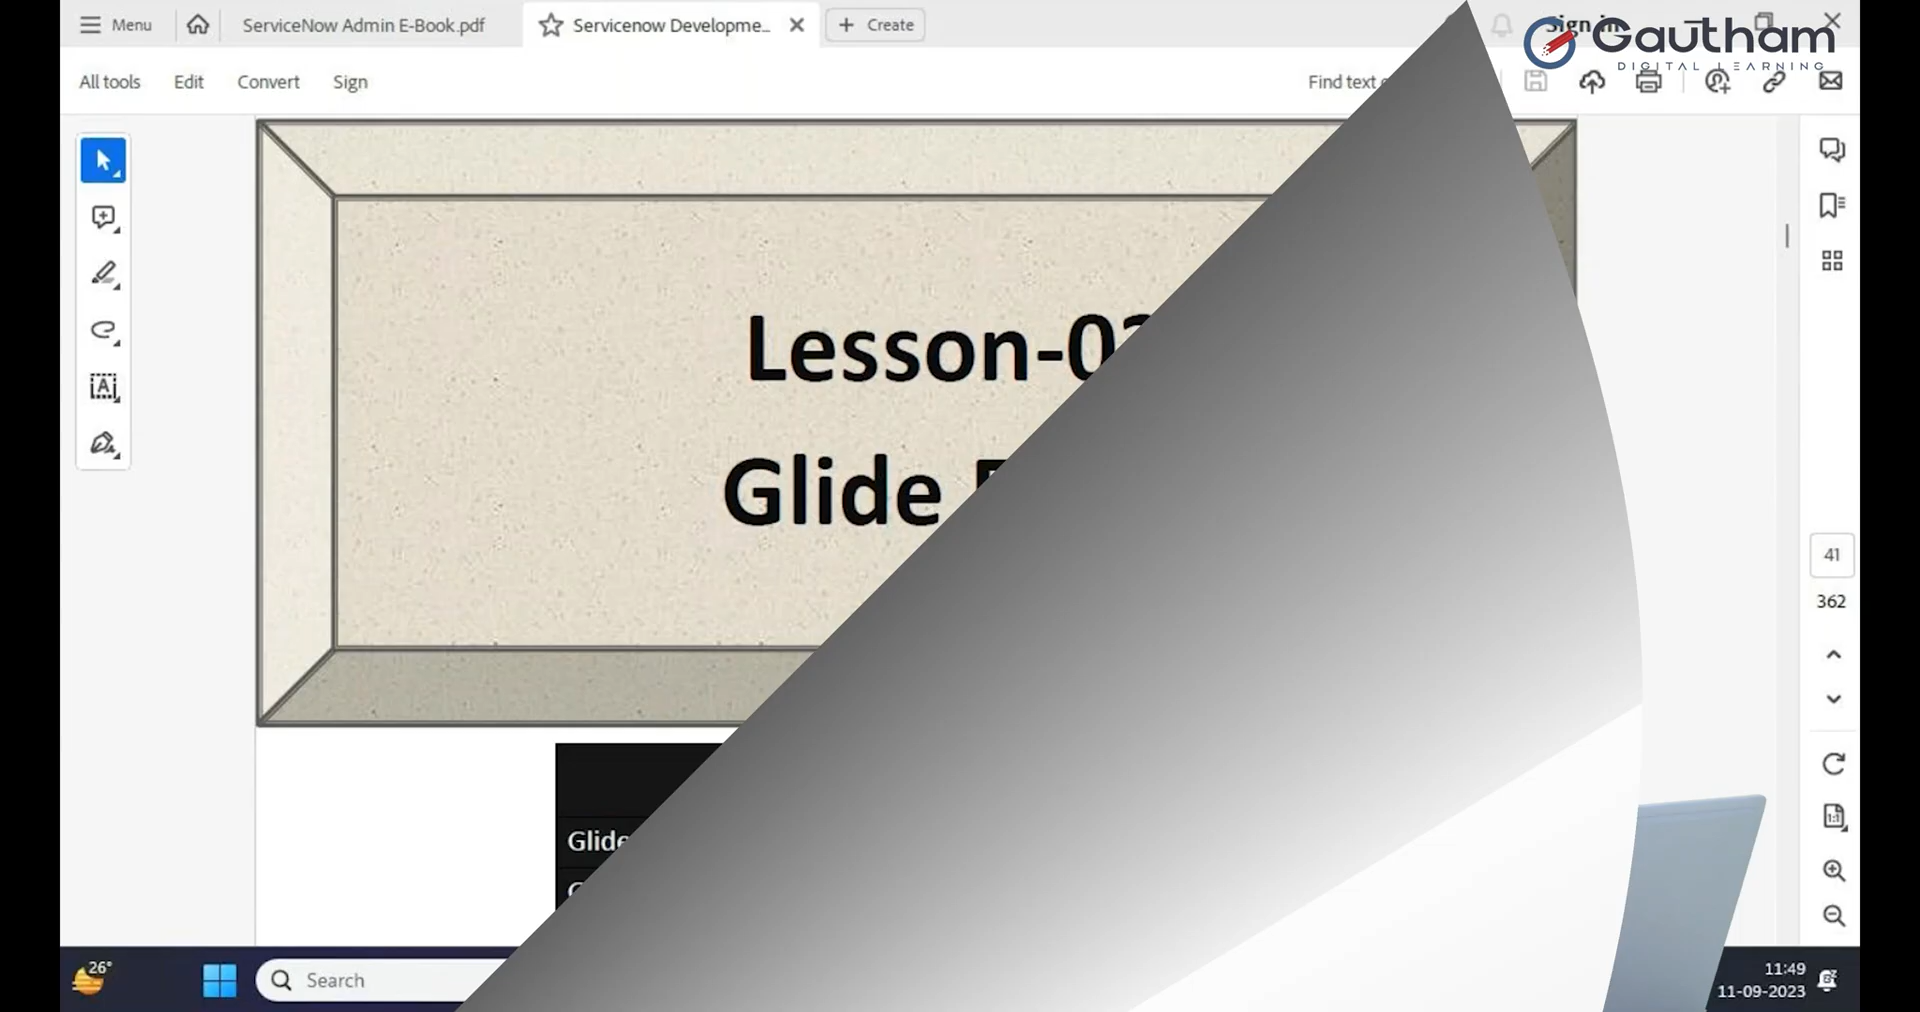 Menu
ServiceNow Admin E-Book.pdf
Servicenow Developme...
Create
Gautham
DIGITAL LEARNING
All tools
Edit
Convert
Sign
Find text
Lesson-0
Glide
Glide
41
362
26°
Search
11:49
11-09-2023